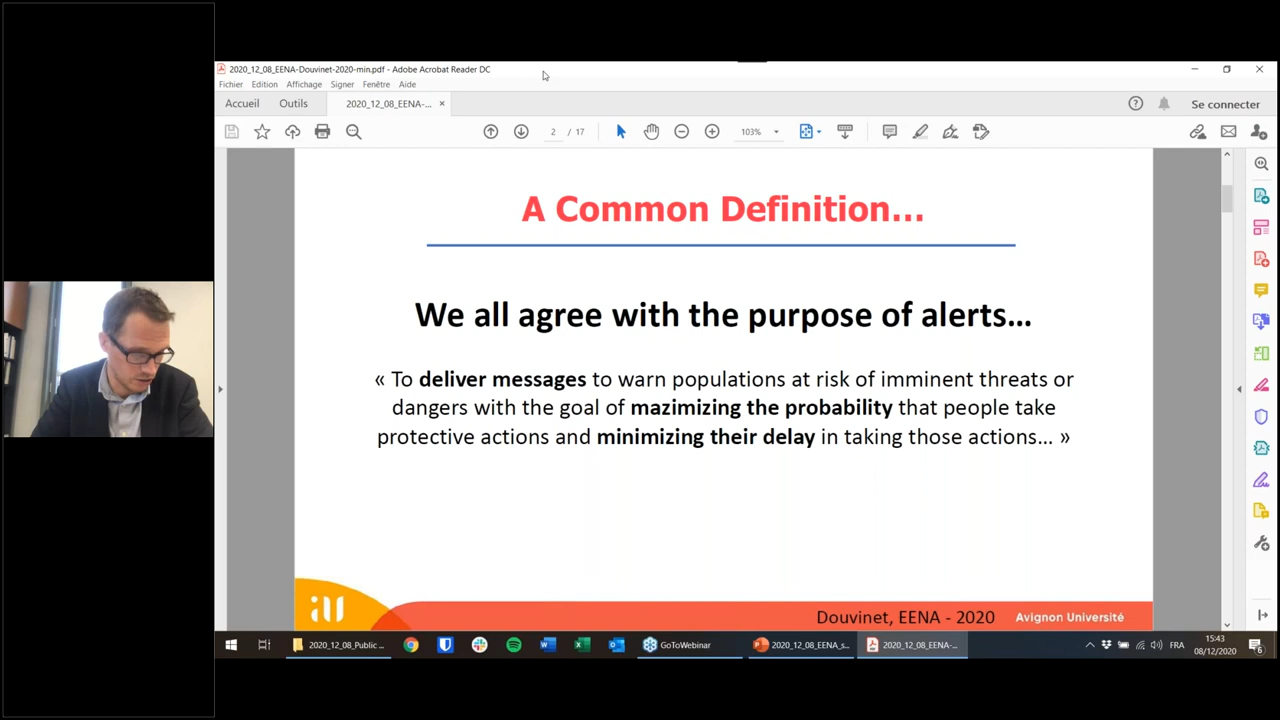 2020_12_08_EENA-Douvinet-2020-min.pdf - Adobe Acrobat Reader DC
Fichier Edition Affichage Signer Fenêtre Aide
Accueil Outils 2020_12_08_EENA-... × Se connecter
2 / 17 103%
A Common Definition...
We all agree with the purpose of alerts...
« To deliver messages to warn populations at risk of imminent threats or
dangers with the goal of mazimizing the probability that people take
protective actions and minimizing their delay in taking those actions... »
au
Douvinet, EENA - 2020 Avignon Université
2020_12_08_Public ... GoToWebinar 2020_12_08_EENA_s... 2020_12_08_EENA-... FRA 15:43
08/12/2020 6